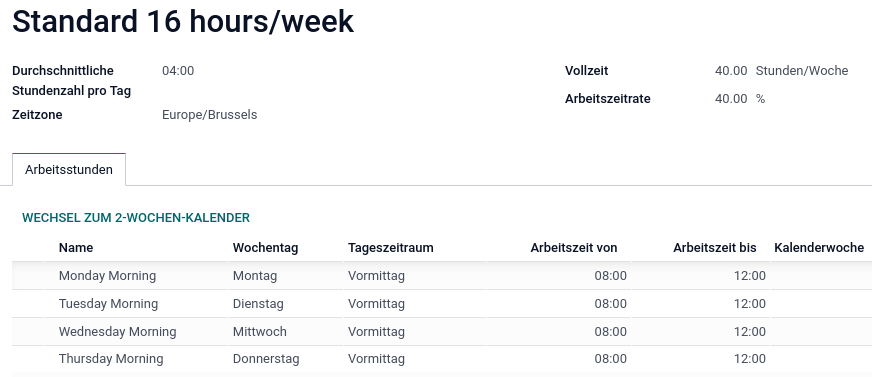 Standard 16 hours/week
Durchschnittliche 04:00 Vollzeit 40.00 Stunden/Woche
Stundenzahl pro Tag
Arbeitszeitrate 40.00 %
Zeitzone Europe/Brussels
Arbeitsstunden
WECHSEL ZUM 2-WOCHEN-KALENDER
Name Wochentag Tageszeitraum Arbeitszeit von Arbeitszeit bis Kalenderwoche
Monday Morning Montag Vormittag 08:00 12:00
Tuesday Morning Dienstag Vormittag 08:00 12:00
Wednesday Morning Mittwoch Vormittag 08:00 12:00
Thursday Morning Donnerstag Vormittag 08:00 12:00